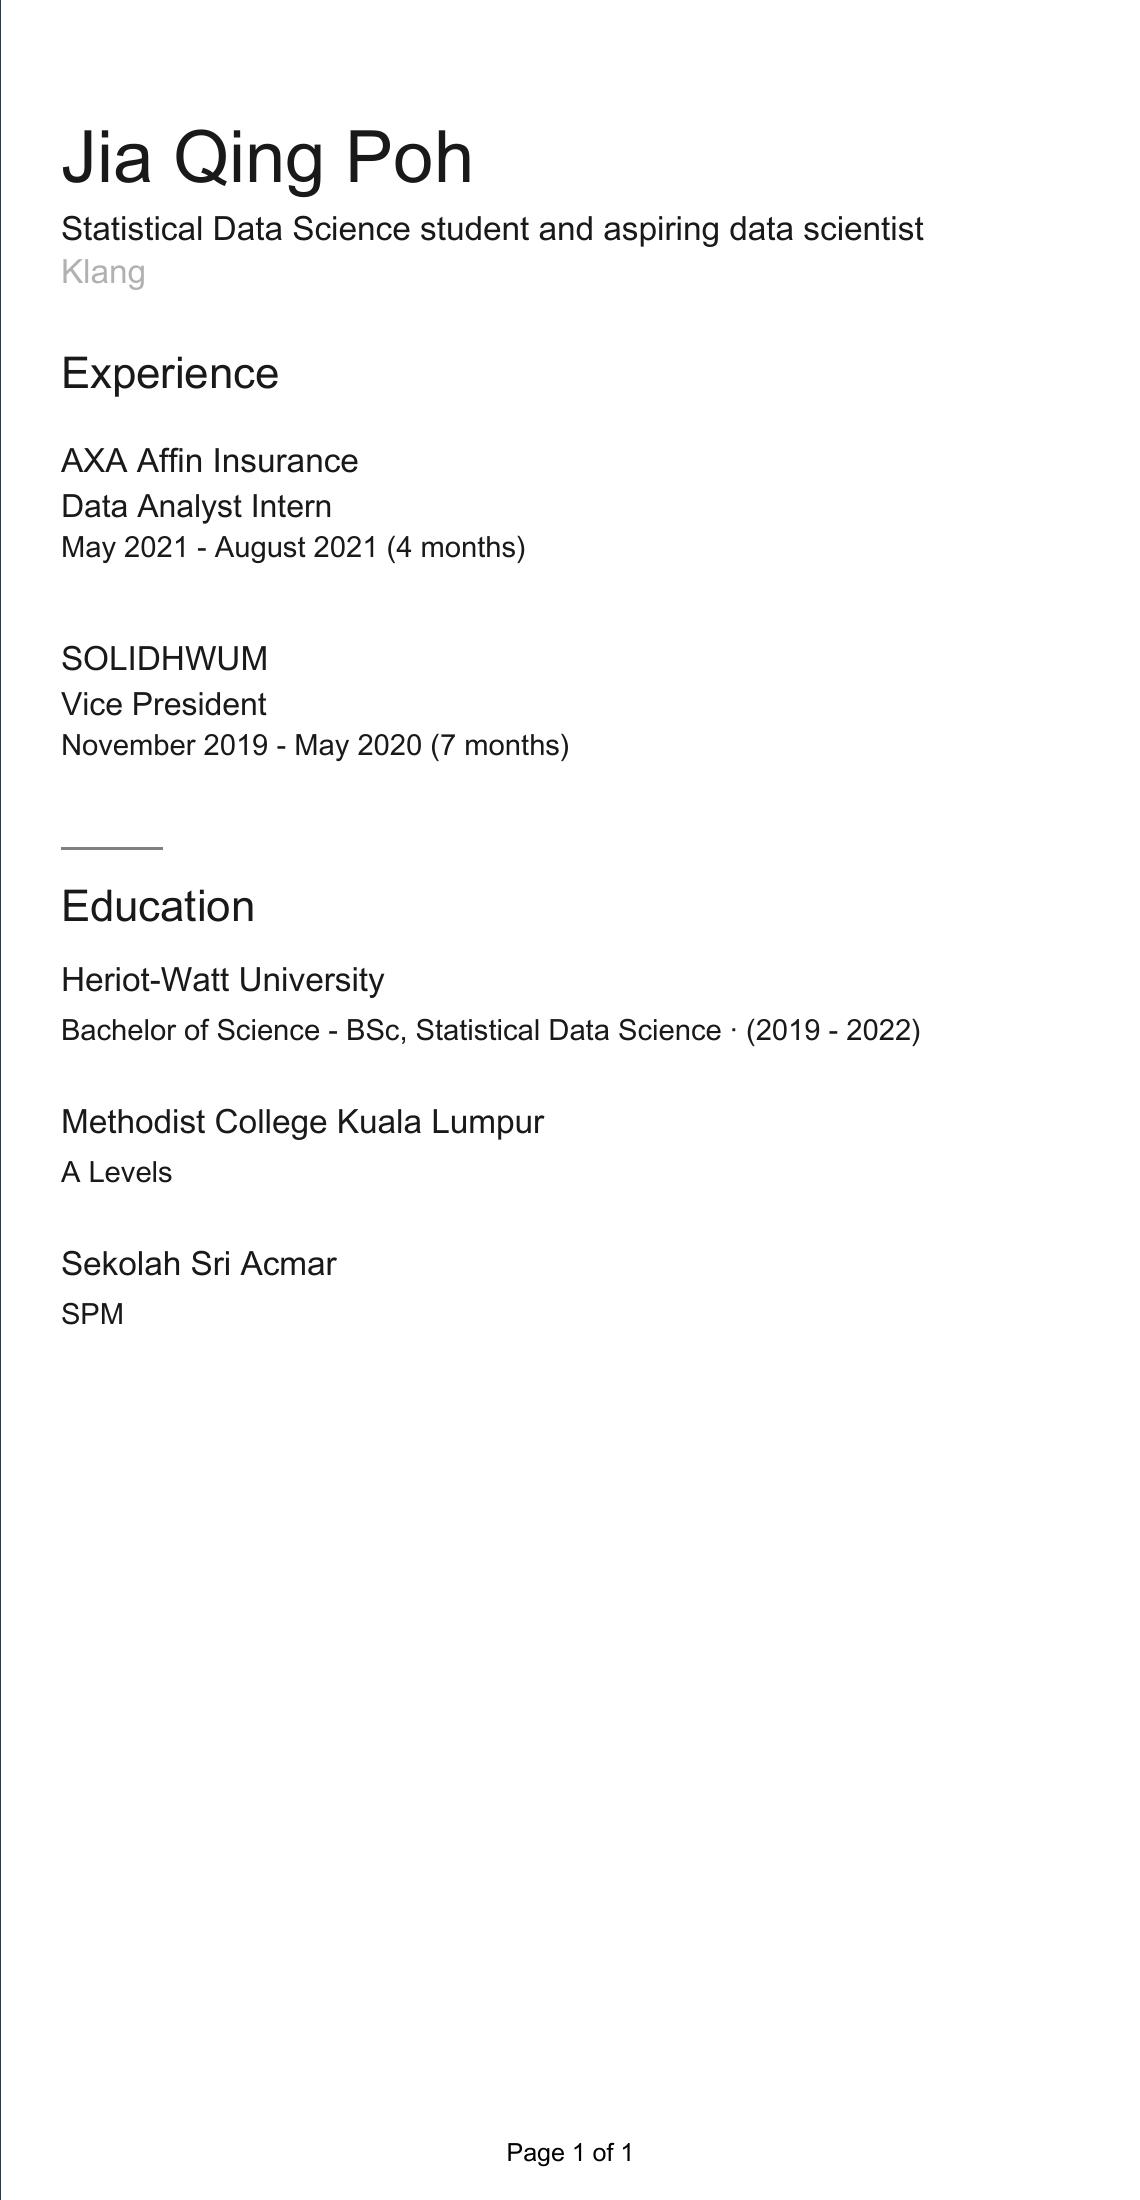 Jia Qing Poh
Statistical Data Science student and aspiring data scientist
Klang
Experience
AXA Affin Insurance
Data Analyst Intern
May 2021 - August 2021 (4 months)
SOLIDHWUM
Vice President
November 2019 - May 2020 (7 months)
Education
Heriot-Watt University
Bachelor of Science - BSc, Statistical Data Science · (2019 - 2022)
Methodist College Kuala Lumpur
A Levels
Sekolah Sri Acmar
SPM
Page 1 of 1